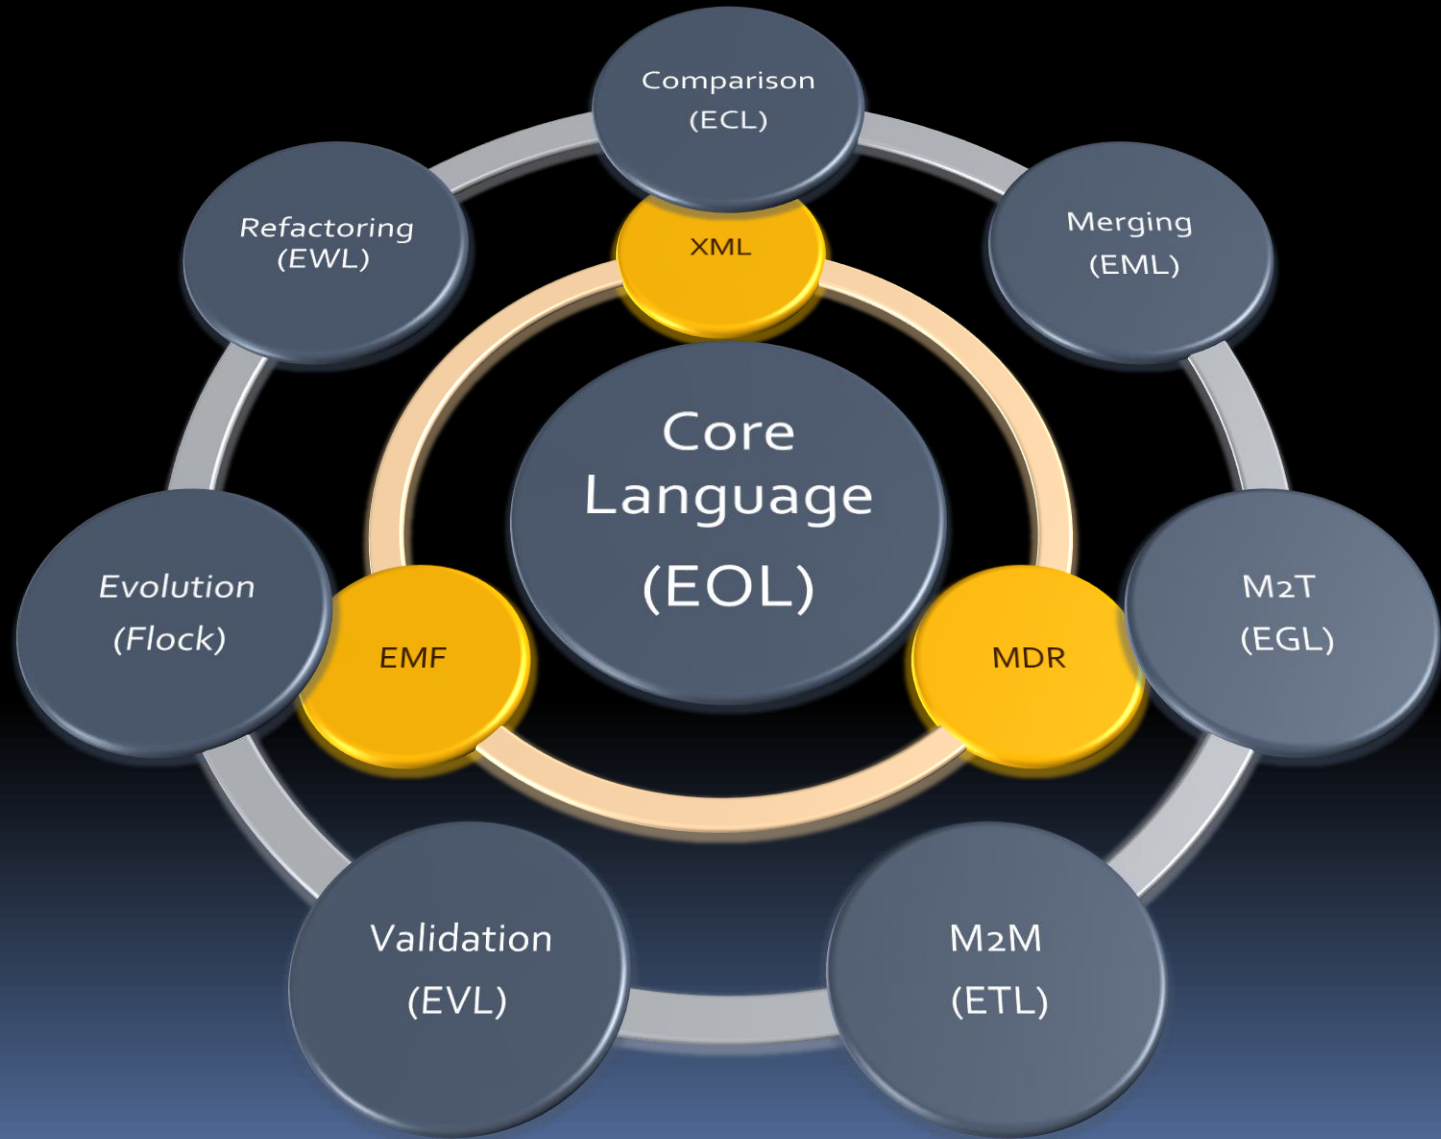 Comparison
(ECL)
Refactoring
(EWL)
Merging
(EML)
XML
Core
Language
(EOL)
Evolution
(Flock)
EMF
MDR
M2T
(EGL)
Validation
(EVL)
M2M
(ETL)